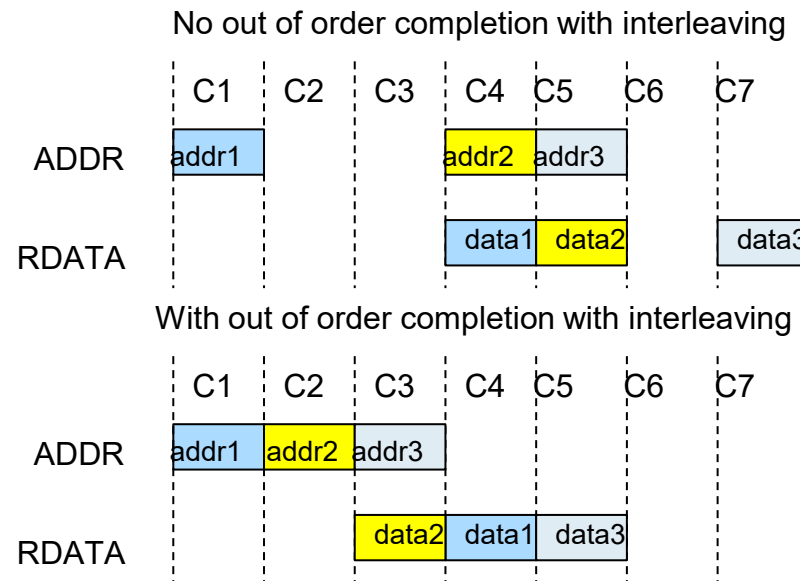 No out of order completion with interleaving
C1 C2 C3 C4 C5 C6 C7
ADDR addr1 addr2 addr3
RDATA data1 data2 data3
With out of order completion with interleaving
C1 C2 C3 C4 C5 C6 C7
ADDR addr1 addr2 addr3
RDATA data2 data1 data3